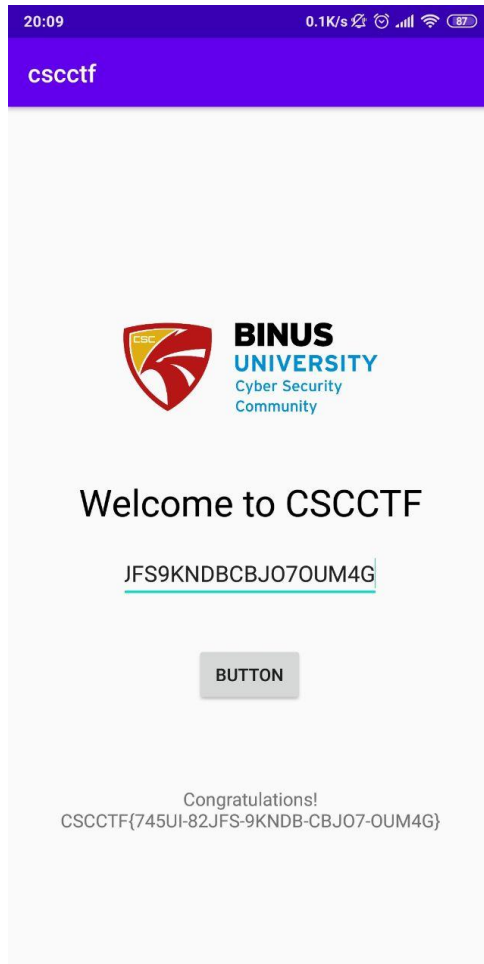 20:09 0.1K/s 87
cscctf
CSC
BINUS
UNIVERSITY
Cyber Security
Community
Welcome to CSCCTF
JFS9KNDBCBJO7OUM4G
BUTTON
Congratulations!
CSCCTF{745UI-82JFS-9KNDB-CBJO7-OUM4G}